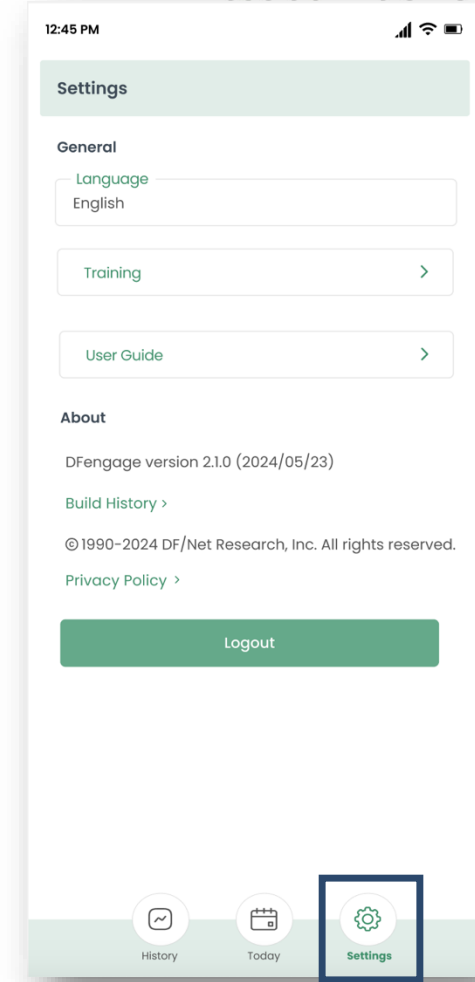 12:45 PM
Settings
General
Language
English
Training
User Guide
About
DFengage version 2.1.0 (2024/05/23)
Build History >
© 1990-2024 DF/Net Research, Inc. All rights reserved.
Privacy Policy >
Logout
History Today Settings